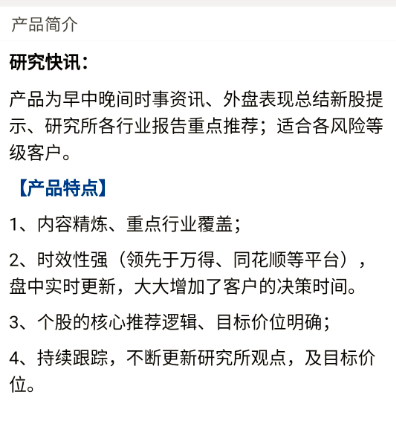 产品简介
研究快讯：
产品为早中晚间时事资讯、外盘表现总结新股提
示、研究所各行业报告重点推荐；适合各风险等
级客户。
【产品特点】
1、内容精炼、重点行业覆盖；
2、时效性强（领先于万得、同花顺等平台），
盘中实时更新，大大增加了客户的决策时间。
3、个股的核心推荐逻辑、目标价位明确；
4、持续跟踪，不断更新研究所观点，及目标价
位。